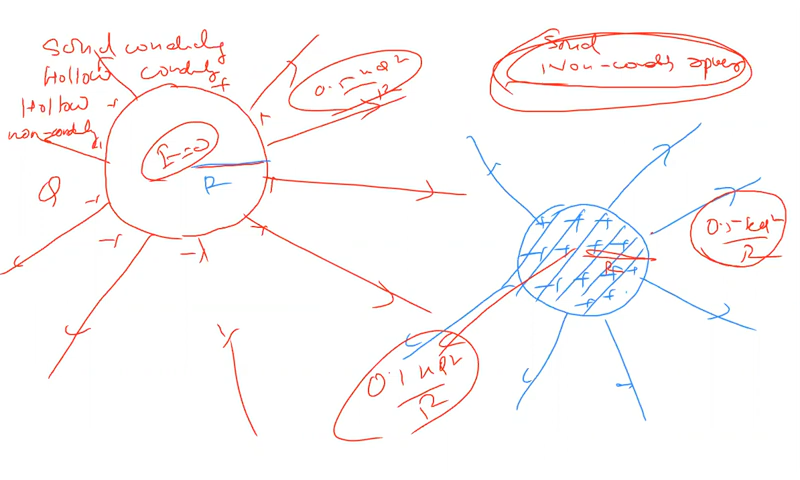 Solid conducting
Hollow conducting
Hollow
non-conducting
E=0
R
Q
0.5 KQ²
R
Solid
Non-conducting sphere
0.5 KQ²
R
R
0.1 KQ²
R